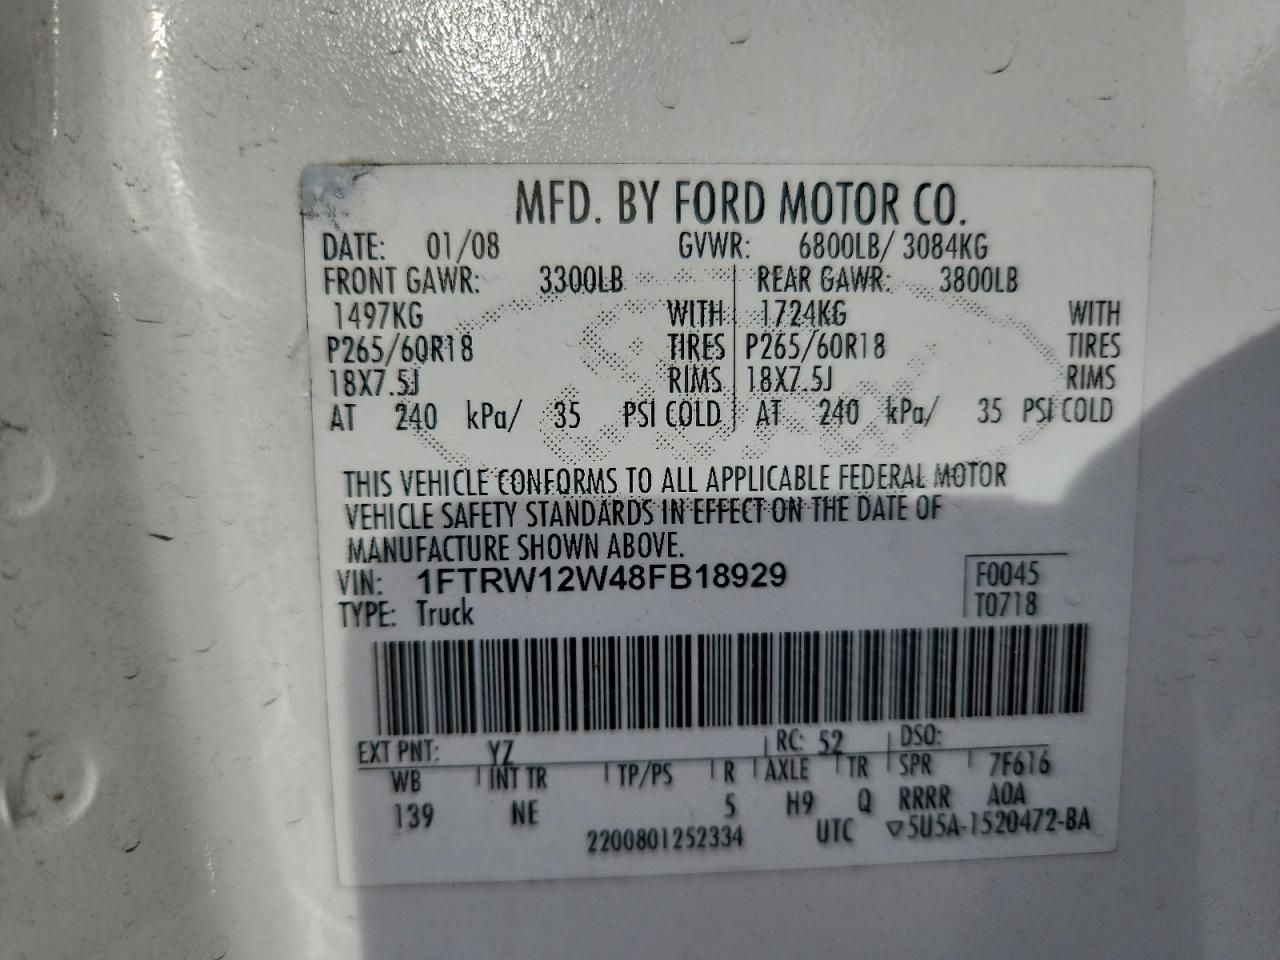 MFD. BY FORD MOTOR CO.
DATE: 01/08 GVWR: 6800LB/ 3084KG
FRONT GAWR: 3300LB REAR GAWR: 3800LB
1497KG WITH 1724KG WITH
P265/60R18 TIRES P265/60R18 TIRES
18X7.5J RIMS 18X7.5J RIMS
AT 240 kPa/ 35 PSI COLD AT 240 kPa/ 35 PSI COLD
THIS VEHICLE CONFORMS TO ALL APPLICABLE FEDERAL MOTOR
VEHICLE SAFETY STANDARDS IN EFFECT ON THE DATE OF
MANUFACTURE SHOWN ABOVE.
VIN: 1FTRW12W48FB18929 F0045
TYPE: Truck T0718
EXT PNT: YZ RC: 52 DSO:
WB INT TR TP/PS R AXLE TR SPR 7F616
139 NE 5 H9 Q RRRR A0A
2200801252334 UTC ▽5U5A-1520472-BA